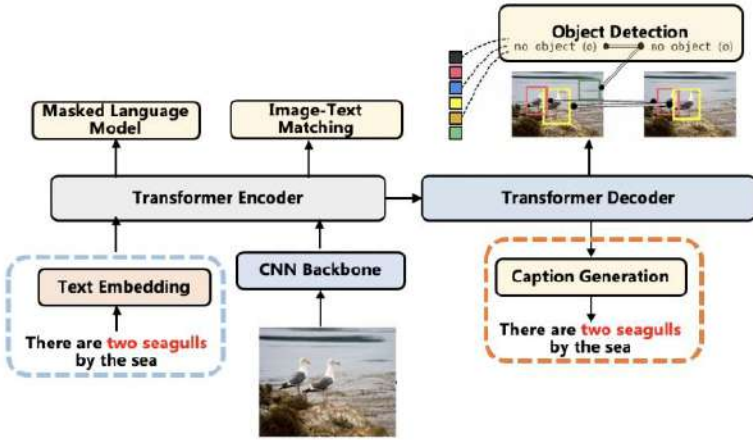 Object Detection
no object (ø) no object (ø)
Masked Language
Model
Image-Text
Matching
Transformer Encoder
Transformer Decoder
Text Embedding
CNN Backbone
Caption Generation
There are two seagulls
by the sea
There are two seagulls
by the sea